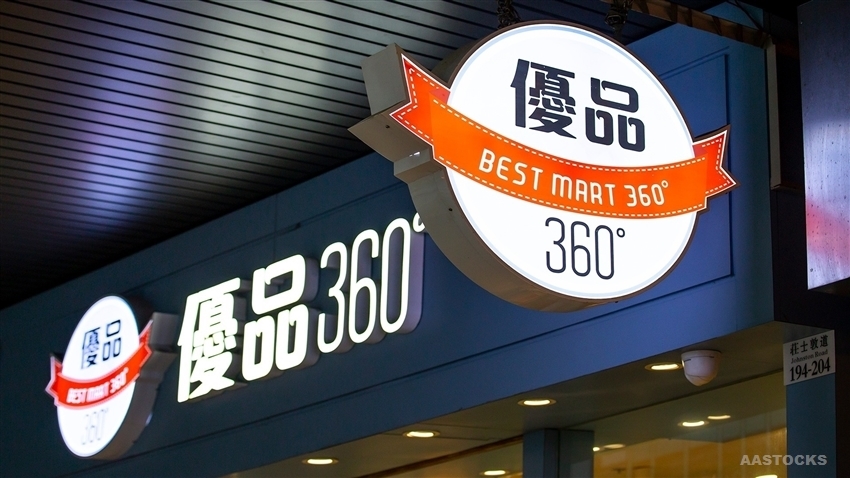 優品
BEST MART 360°
360°
優品360°
優品
BEST MART 360°
360°
莊士敦道
Johnston Road
194-204
AASTOCKS